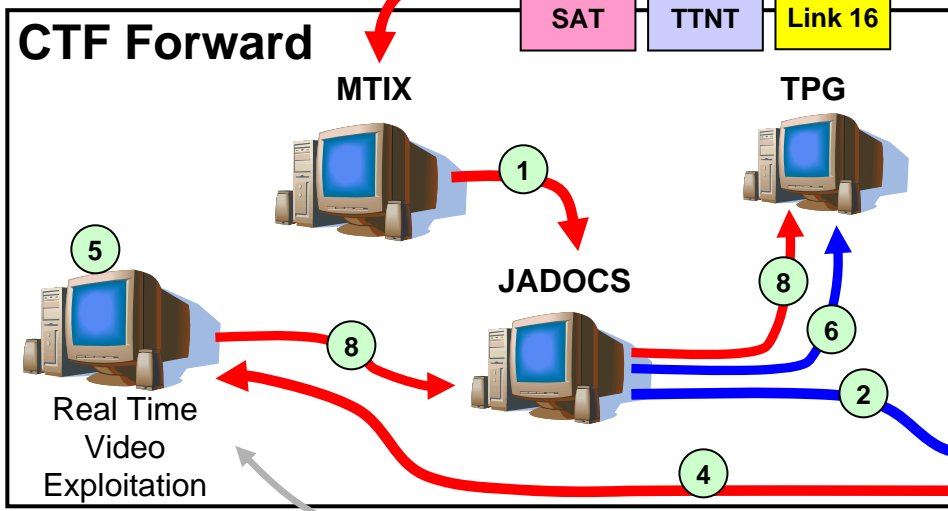 SAT
TTNT
Link 16
CTF Forward
MTIX
TPG
1
5
JADOCS
8
8
6
2
Real Time
Video
Exploitation
4